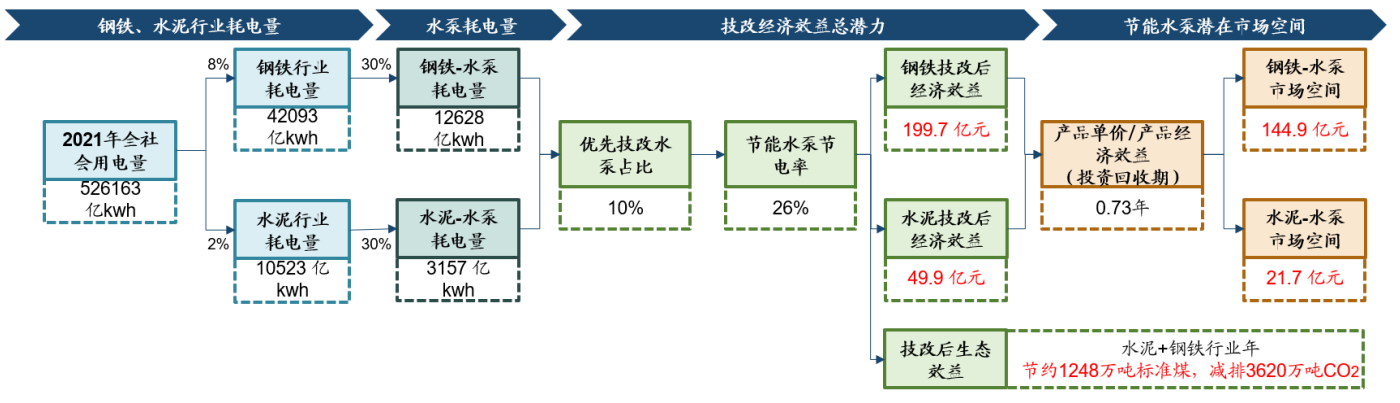 钢铁、水泥行业耗电量
水泵耗电量
技改经济效益总潜力
节能水泵潜在市场空间
2021年全社
会用电量
526163
亿kwh
8%
2%
钢铁行业
耗电量
42093
亿kwh
水泥行业
耗电量
10523 亿
kwh
30%
30%
钢铁-水泵
耗电量
12628
亿kwh
水泥-水泵
耗电量
3157 亿
kwh
优先技改水
泵占比
10%
节能水泵节
电率
26%
钢铁技改后
经济效益
199.7 亿元
水泥技改后
经济效益
49.9 亿元
技改后生态
效益
水泥+钢铁行业年
节约1248万吨标准煤，减排3620万吨CO2
产品单价/产品经
济效益
（投资回收期）
0.73年
钢铁-水泵
市场空间
144.9 亿元
水泥-水泵
市场空间
21.7 亿元